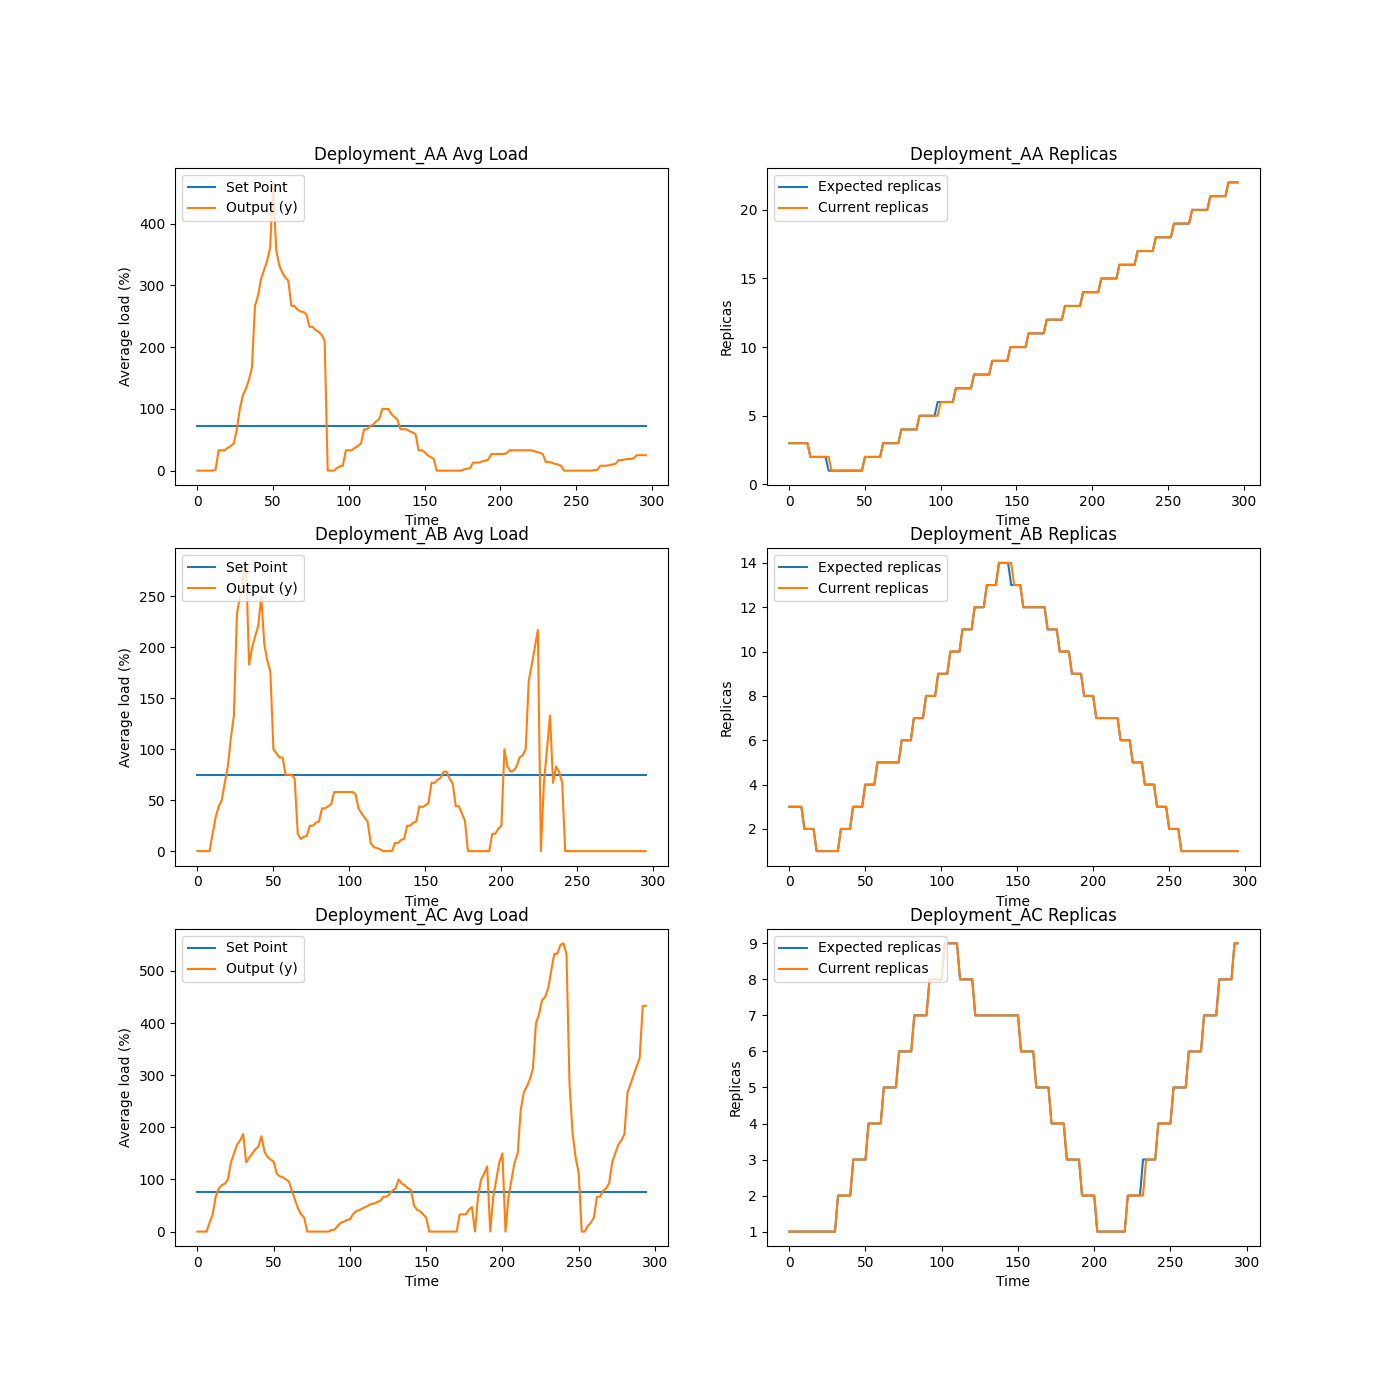 Deployment_AA Avg Load
Set Point
Output (y)
Average load (%)
400
300
200
100
0
0 50 100 150 200 250 300
Time
Deployment_AA Replicas
Expected replicas
Current replicas
Replicas
20
15
10
5
0
0 50 100 150 200 250 300
Time
Deployment_AB Avg Load
Set Point
Output (y)
Average load (%)
250
200
150
100
50
0
0 50 100 150 200 250 300
Time
Deployment_AB Replicas
Expected replicas
Current replicas
Replicas
14
12
10
8
6
4
2
0 50 100 150 200 250 300
Time
Deployment_AC Avg Load
Set Point
Output (y)
Average load (%)
500
400
300
200
100
0
0 50 100 150 200 250 300
Time
Deployment_AC Replicas
Expected replicas
Current replicas
Replicas
9
8
7
6
5
4
3
2
1
0 50 100 150 200 250 300
Time